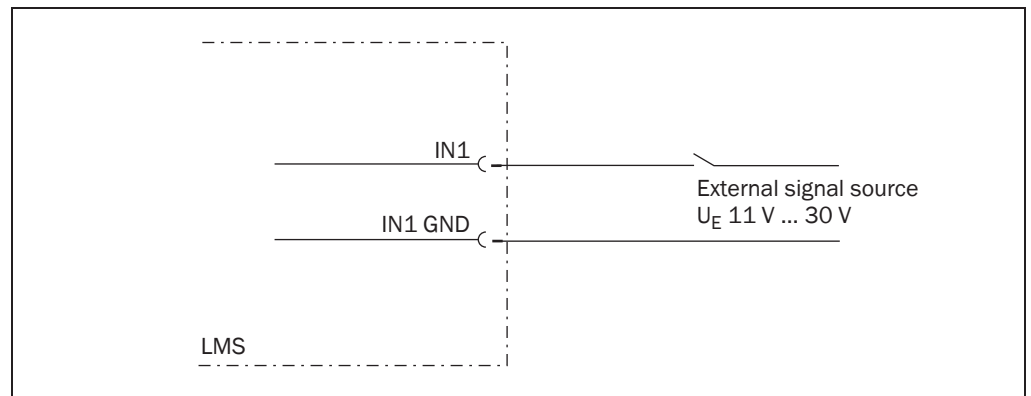 IN1
External signal source
U_E 11 V ... 30 V
IN1 GND
LMS